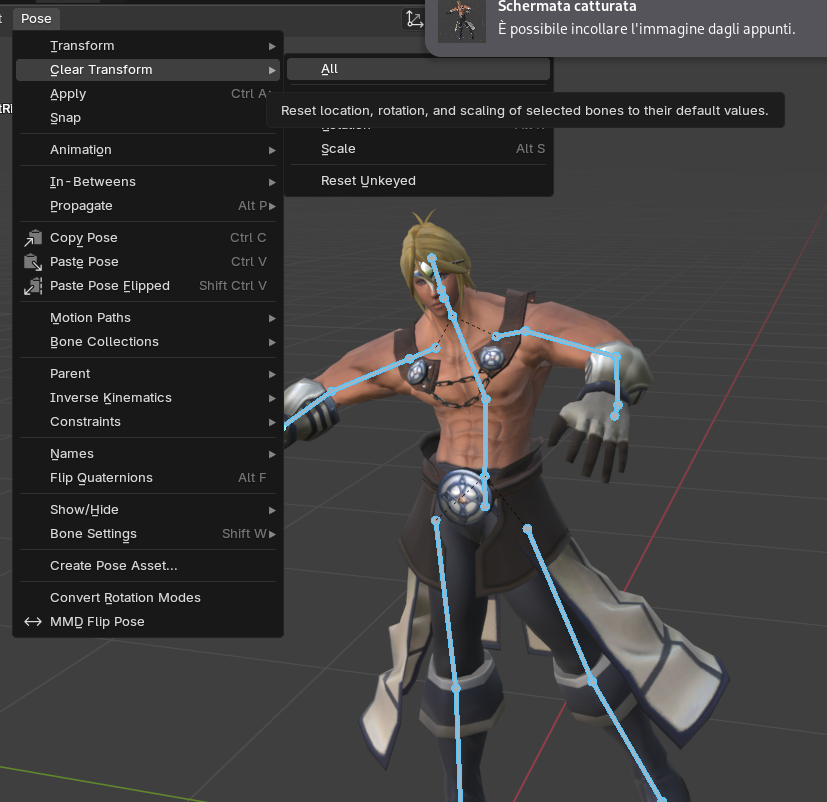 Pose
Schermata catturata
È possibile incollare l'immagine dagli appunti.
Transform
Clear Transform
All
Apply Ctrl A
Reset location, rotation, and scaling of selected bones to their default values.
Snap
Rotation Alt R
Animation
Scale Alt S
In-Betweens
Reset Unkeyed
Propagate Alt P
Copy Pose Ctrl C
Paste Pose Ctrl V
Paste Pose Flipped Shift Ctrl V
Motion Paths
Bone Collections
Parent
Inverse Kinematics
Constraints
Names
Flip Quaternions Alt F
Show/Hide
Bone Settings Shift W
Create Pose Asset...
Convert Rotation Modes
MMD Flip Pose